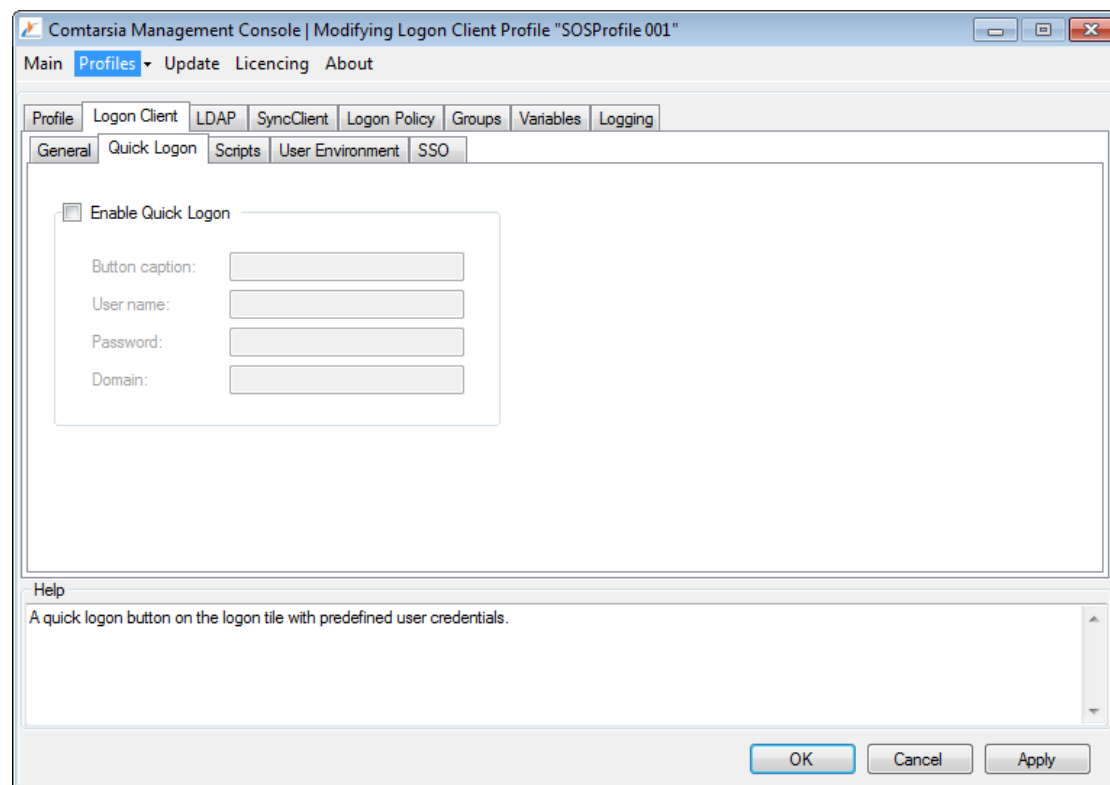 Comtarsia Management Console | Modifying Logon Client Profile "SOSProfile 001"
Main Profiles Update Licencing About
Profile Logon Client LDAP SyncClient Logon Policy Groups Variables Logging
General Quick Logon Scripts User Environment SSO
Enable Quick Logon
Button caption:
User name:
Password:
Domain:
Help
A quick logon button on the logon tile with predefined user credentials.
OK Cancel Apply